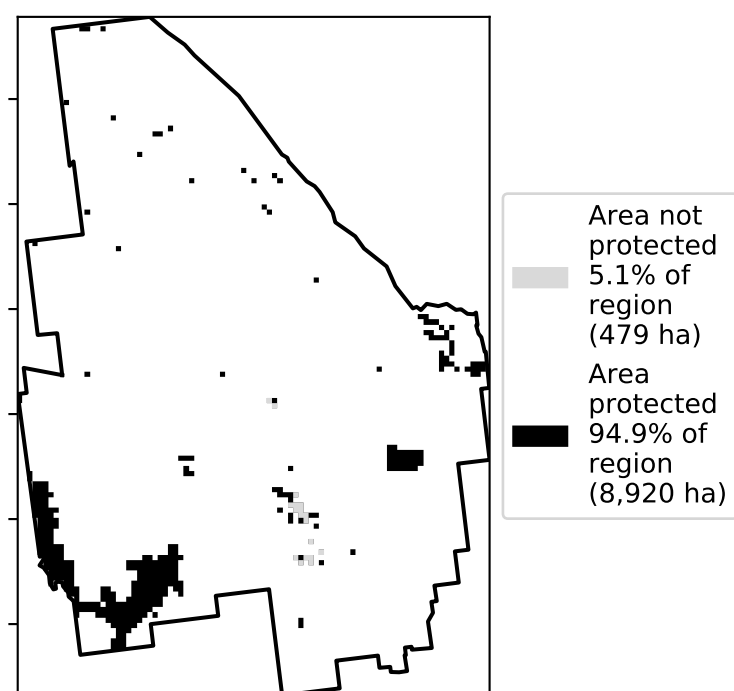 Area not
protected
5.1% of
region
(479 ha)
Area
protected
94.9% of
region
(8,920 ha)